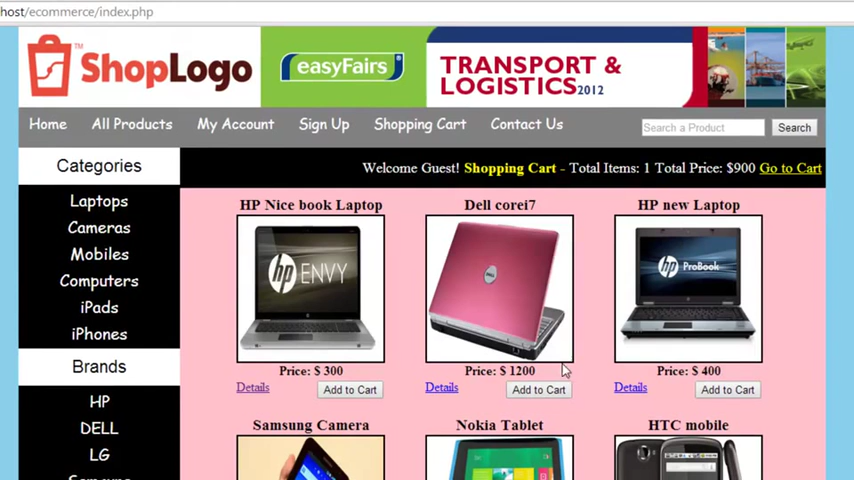 host/ecommerce/index.php
ShopLogo
TM
easyFairs
TRANSPORT &
LOGISTICS2012
Home All Products My Account Sign Up Shopping Cart Contact Us Search a Product Search
Categories
Welcome Guest! Shopping Cart - Total Items: 1 Total Price: $900 Go to Cart
Laptops
Cameras
Mobiles
Computers
iPads
iPhones
Brands
HP
DELL
LG
HP Nice book Laptop Dell corei7 HP new Laptop
hp ENVY
DELL
hp ProBook
Price: $ 300 Price: $ 1200 Price: $ 400
Details Add to Cart Details Add to Cart Details Add to Cart
Samsung Camera Nokia Tablet HTC mobile